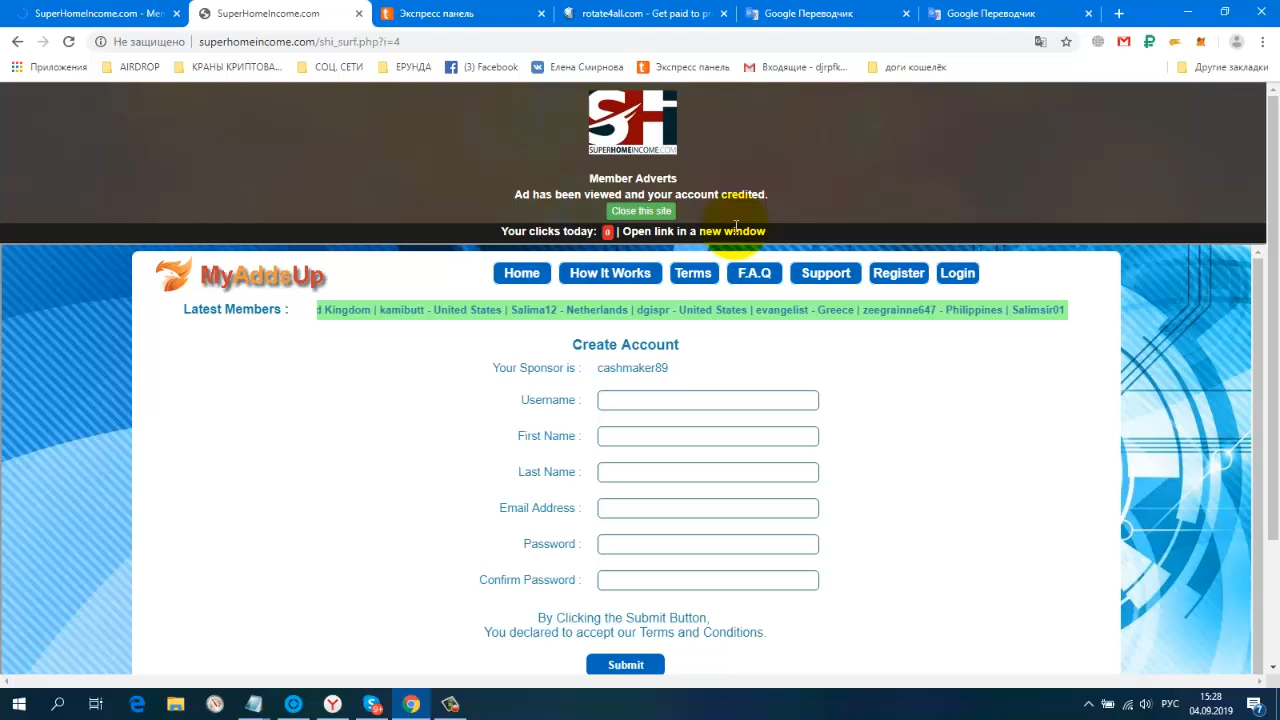 SuperHomeIncome.com - Mem
SuperHomeIncome.com
Экспресс панель
rotate4all.com - Get paid to pr
Google Переводчик
Google Переводчик
Не защищено | superhomeincome.com/shi_surf.php?i=4
Приложения
AIRDROP
КРАНЫ КРИПТОВА...
СОЦ. СЕТИ
ЕРУНДА
(3) Facebook
Елена Смирнова
Экспресс панель
Входящие - djrpfk...
доги кошелёк
Другие закладки
SHi
SUPERHOMEINCOME.COM
Member Adverts
Ad has been viewed and your account credited.
Close this site
Your clicks today: 0 | Open link in a new window
MyAddsUp
Home
How It Works
Terms
F.A.Q
Support
Register
Login
Latest Members :
d Kingdom | kamibutt - United States | Salima12 - Netherlands | dgispr - United States | evangelist - Greece | zeegrainne647 - Philippines | Salimsir01
Create Account
Your Sponsor is : cashmaker89
Username :
First Name :
Last Name :
Email Address :
Password :
Confirm Password :
By Clicking the Submit Button,
You declared to accept our Terms and Conditions.
Submit
РУС
15:28
04.09.2019